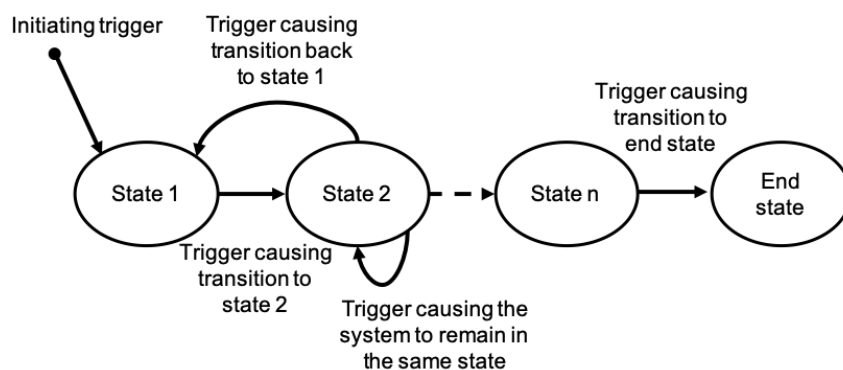 Initiating trigger
Trigger causing
transition back
to state 1
Trigger causing
transition to
end state
State 1
State 2
State n
End
state
Trigger causing
transition to
state 2
Trigger causing the
system to remain in
the same state